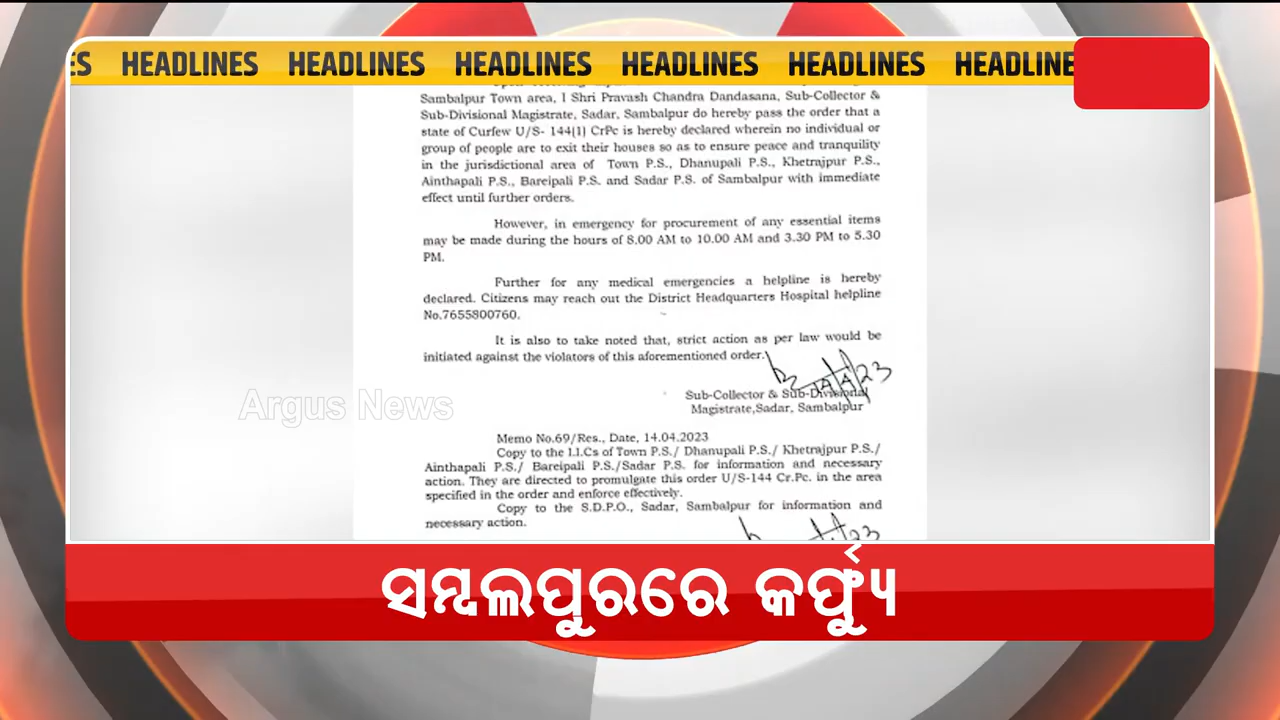 ES HEADLINES HEADLINES HEADLINES HEADLINES HEADLINES HEADLINE
Sambalpur Town area, I Shri Pravash Chandra Dandasana, Sub-Collector &
Sub-Divisional Magistrate, Sadar, Sambalpur do hereby pass the order that a
state of Curfew U/S- 144(1) CrPc is hereby declared wherein no individual or
group of people are to exit their houses so as to ensure peace and tranquility
in the jurisdictional area of Town P.S., Dhanupali P.S., Khetrajpur P.S.,
Ainthapali P.S., Bareipali P.S. and Sadar P.S. of Sambalpur with immediate
effect until further orders.
However, in emergency for procurement of any essential items
may be made during the hours of 8.00 AM to 10.00 AM and 3.30 PM to 5.30
PM.
Further for any medical emergencies a helpline is hereby
declared. Citizens may reach out the District Headquarters Hospital helpline
No.7655800760.
It is also to take noted that, strict action as per law would be
initiated against the violators of this aforementioned order.
14/4/23
Sub-Collector & Sub-Divisional
Magistrate,Sadar, Sambalpur
Argus News
Memo No.69/Res., Date, 14.04.2023
Copy to the I.I.Cs of Town P.S./ Dhanupali P.S./ Khetrajpur P.S./
Ainthapali P.S./ Bareipali P.S./Sadar P.S. for information and necessary
action. They are directed to promulgate this order U/S-144 Cr.Pc. in the area
specified in the order and enforce effectively.
Copy to the S.D.P.O., Sadar, Sambalpur for information and
necessary action.
ସମ୍ବଲପୁରରେ କର୍ଫ୍ୟୁ